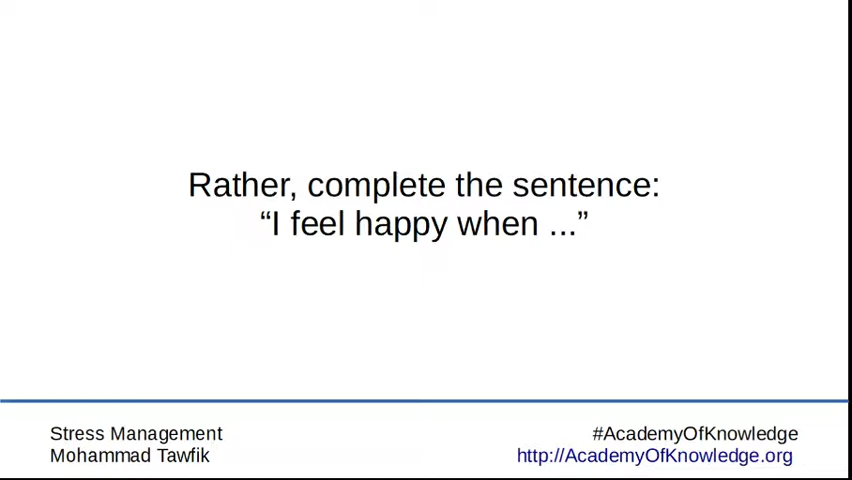 Rather, complete the sentence:
“I feel happy when ...”
Stress Management
Mohammad Tawfik
#AcademyOfKnowledge
http://AcademyOfKnowledge.org